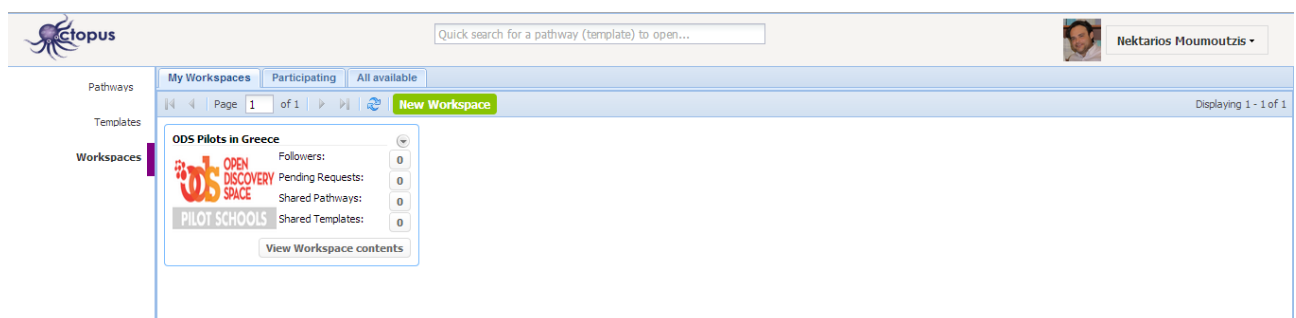 Octopus
Quick search for a pathway (template) to open...
Nektarios Moumoutzis
Pathways
Templates
Workspaces
My Workspaces Participating All available
Page 1 of 1 New Workspace Displaying 1 - 1 of 1
ODS Pilots in Greece
ods OPEN DISCOVERY SPACE
PILOT SCHOOLS
Followers: 0
Pending Requests: 0
Shared Pathways: 0
Shared Templates: 0
View Workspace contents